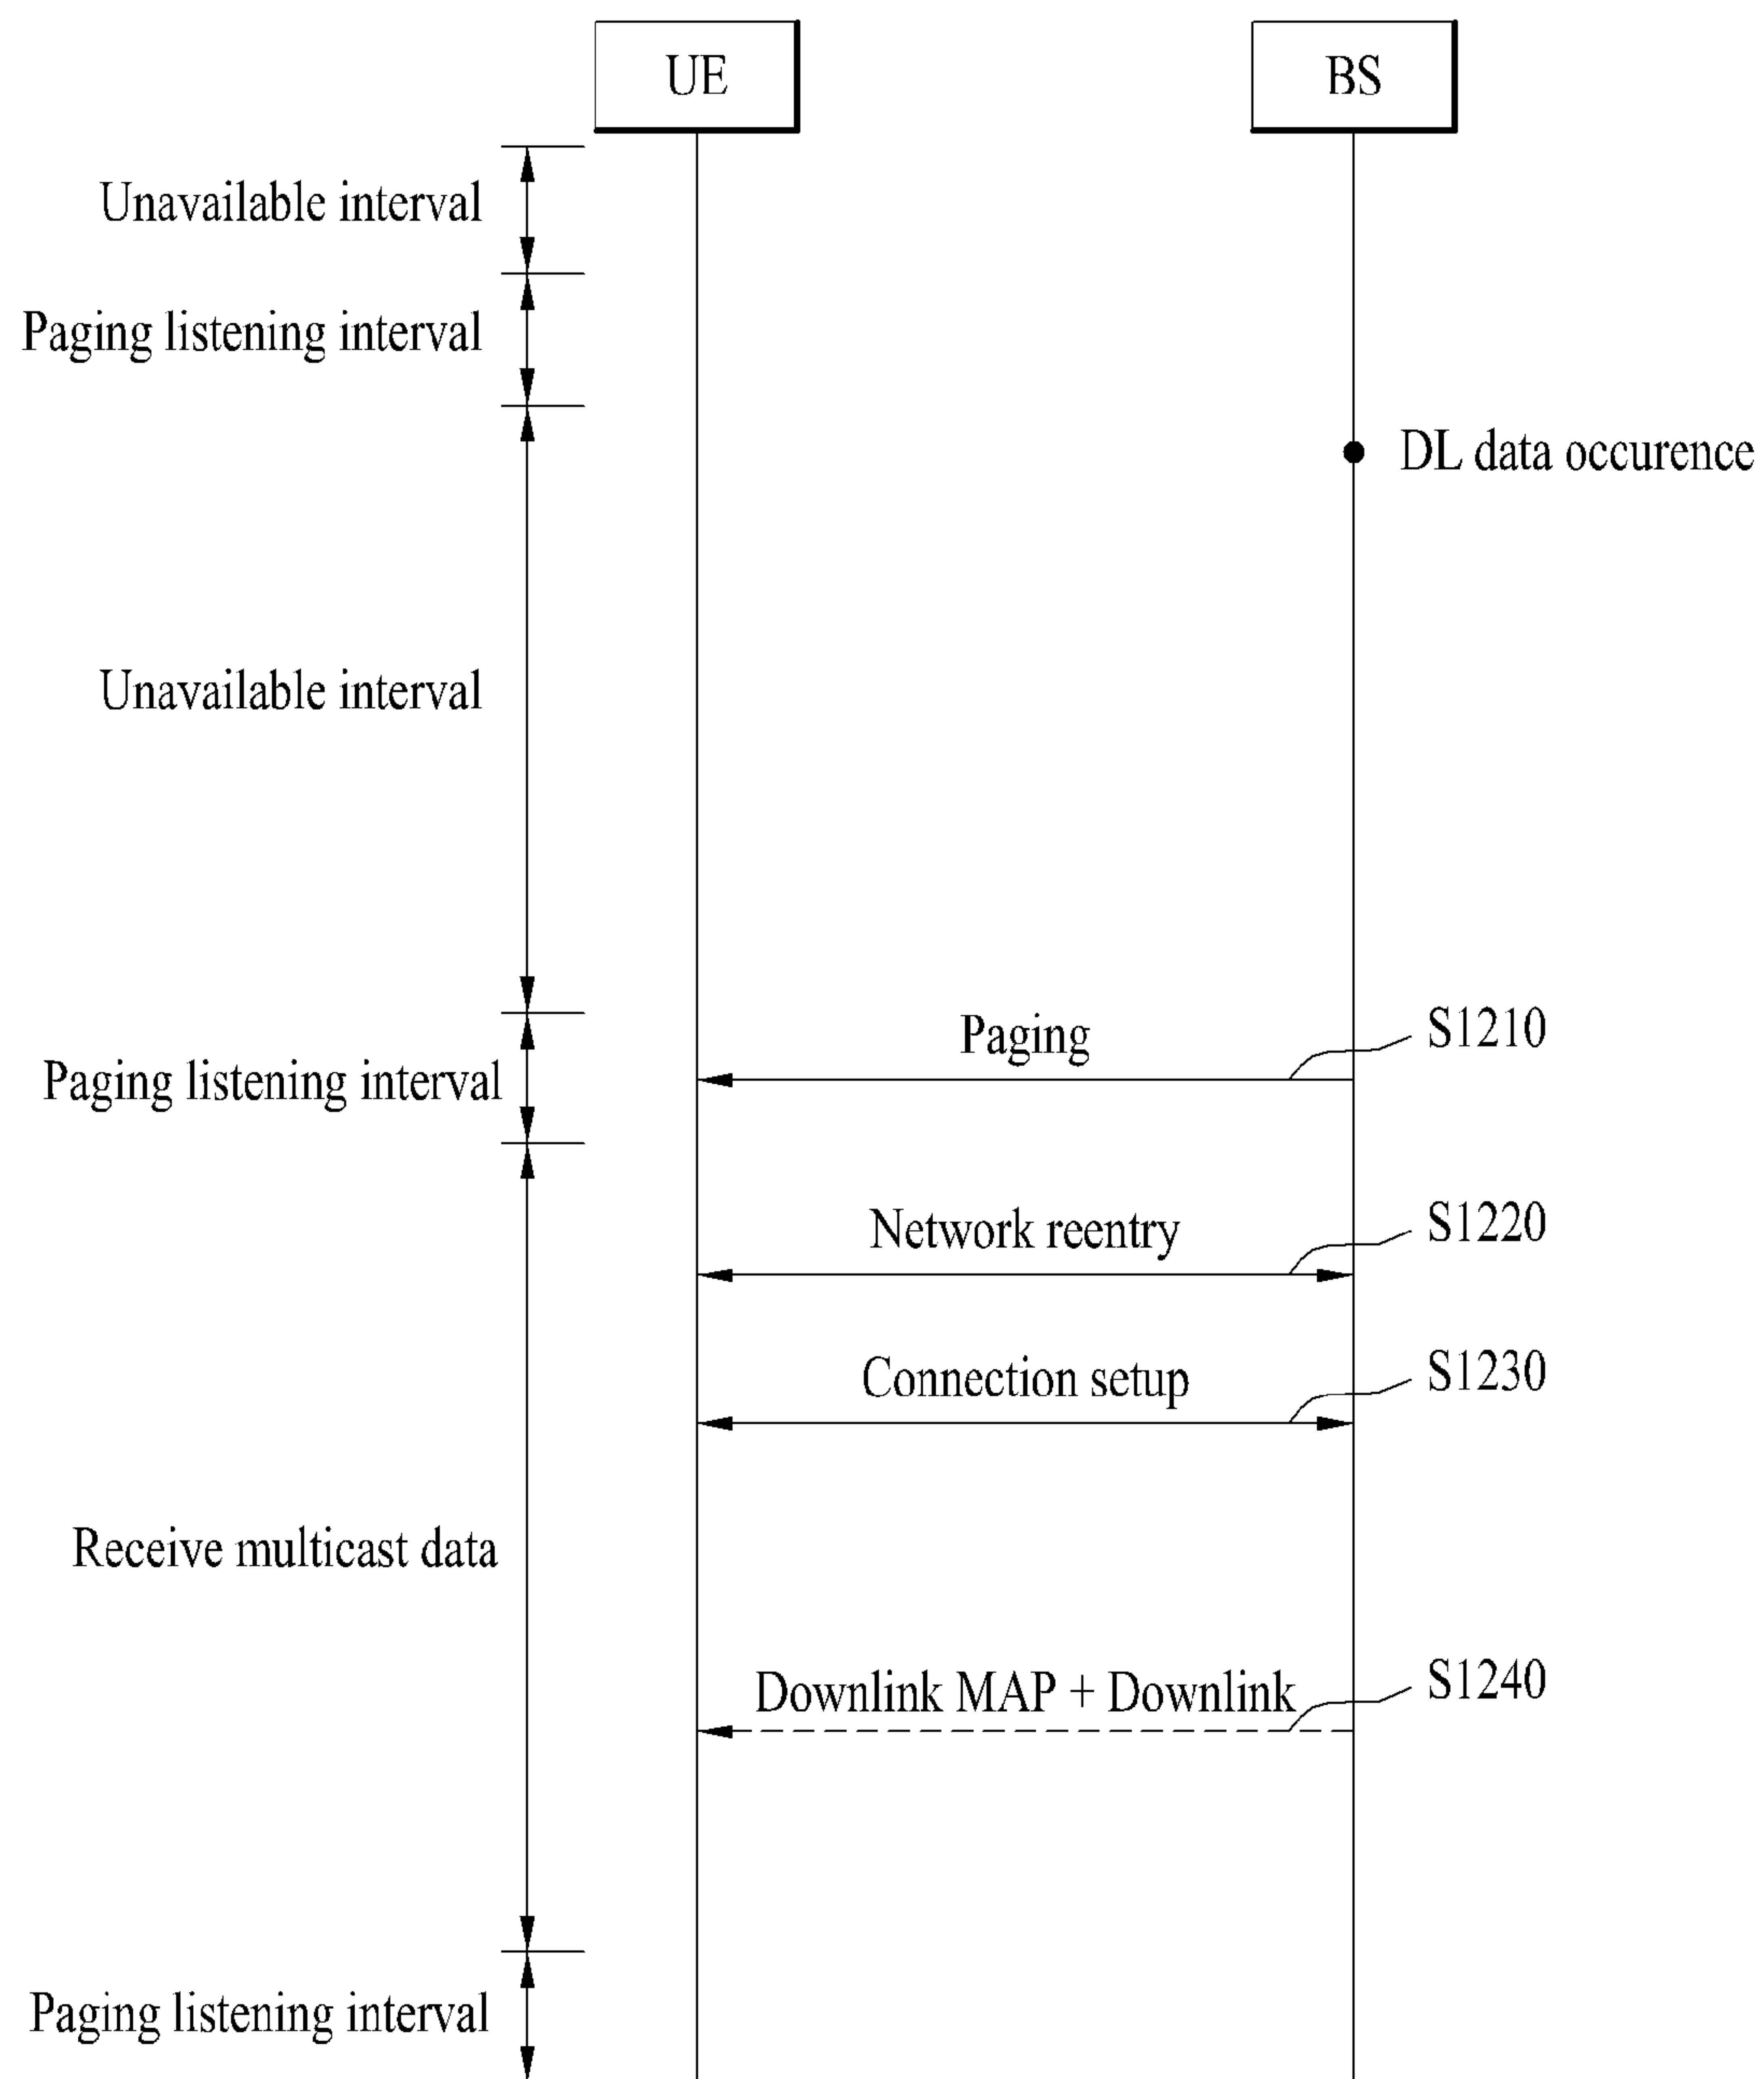 UE
BS
Unavailable interval
Paging listening interval
DL data occurence
Unavailable interval
Paging
S1210
Paging listening interval
Network reentry
S1220
Connection setup
S1230
Receive multicast data
Downlink MAP + Downlink
S1240
Paging listening interval